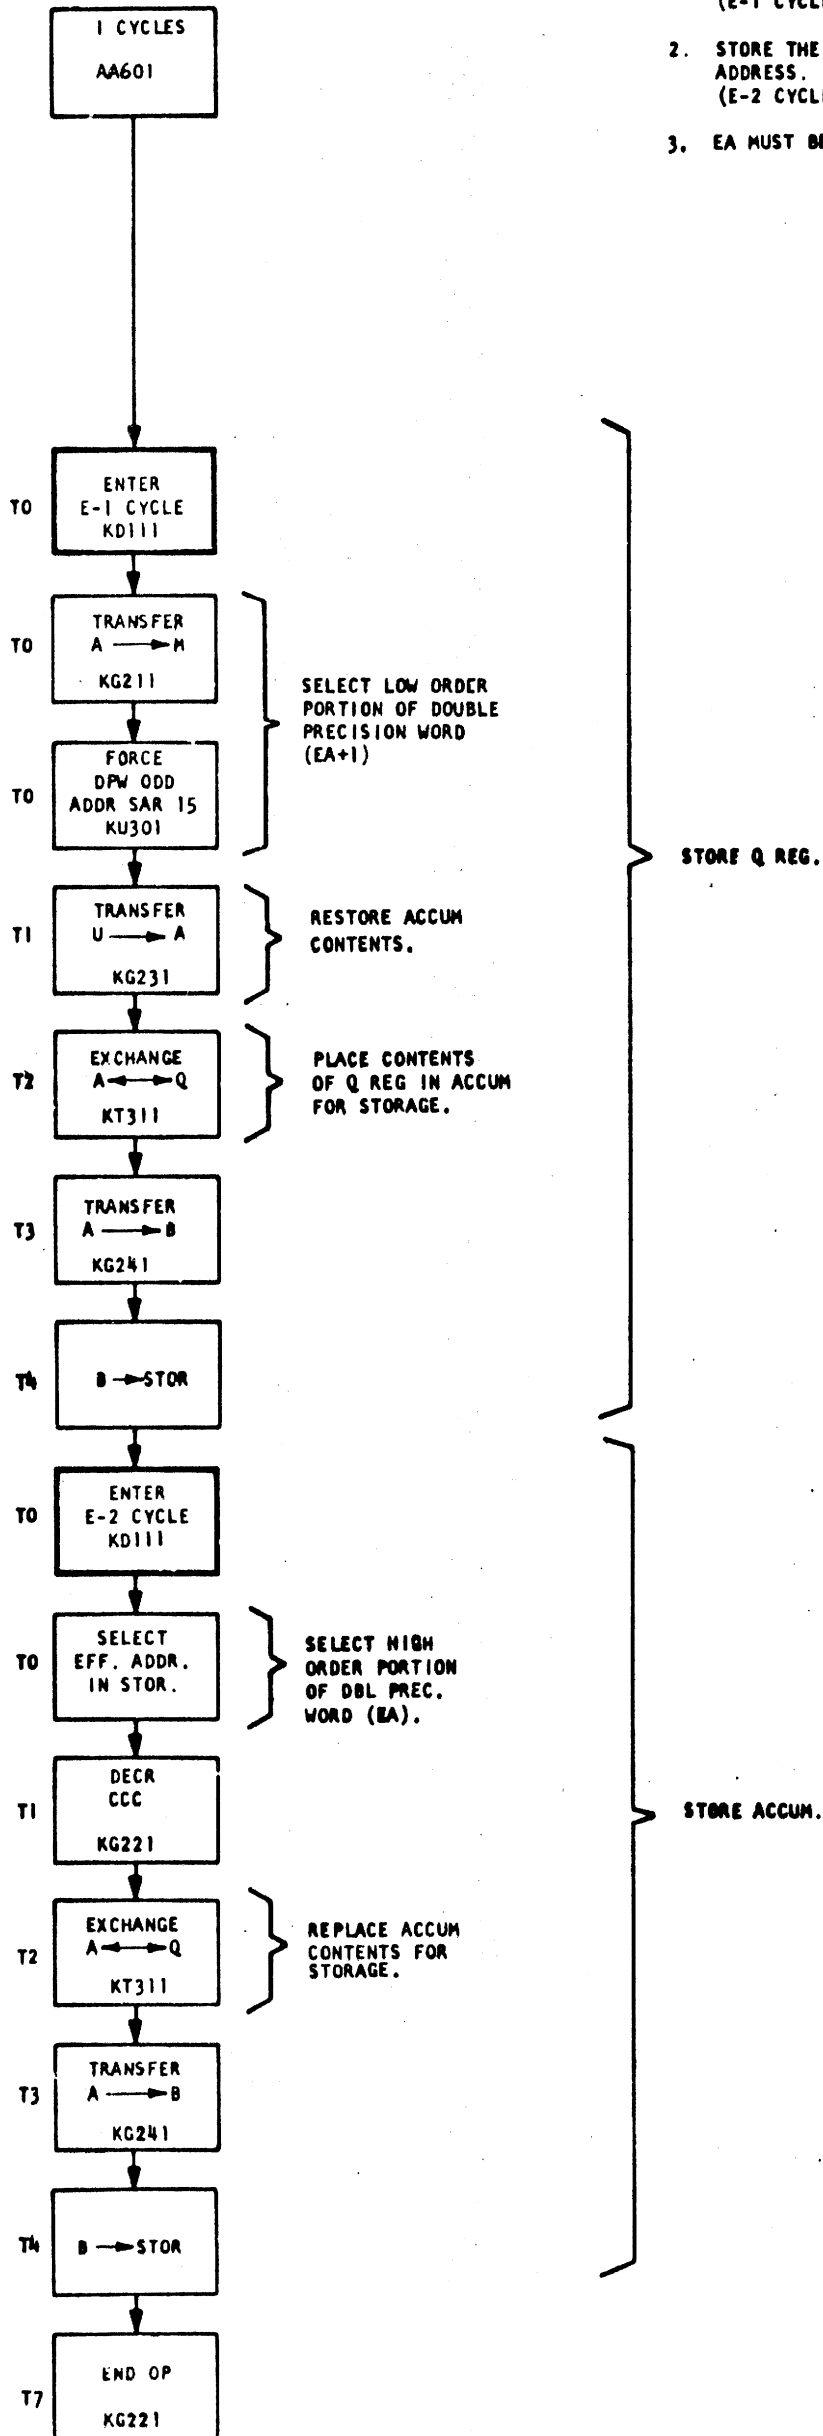 I CYCLES
AA601
(E-1 CYCLE
2. STORE THE
ADDRESS.
(E-2 CYCL
3. EA MUST BE
T0
ENTER
E-1 CYCLE
KD111
T0
TRANSFER
A → M
KG211
T0
FORCE
DPW ODD
ADDR SAR 15
KU301
SELECT LOW ORDER
PORTION OF DOUBLE
PRECISION WORD
(EA+1)
T1
TRANSFER
U → A
KG231
RESTORE ACCUM
CONTENTS.
T2
EXCHANGE
A ↔ Q
KT311
PLACE CONTENTS
OF Q REG IN ACCUM
FOR STORAGE.
T3
TRANSFER
A → B
KG241
T4
B → STOR
STORE Q REG.
T0
ENTER
E-2 CYCLE
KD111
T0
SELECT
EFF. ADDR.
IN STOR.
SELECT HIGH
ORDER PORTION
OF DBL PREC.
WORD (EA).
T1
DECR
CCC
KG221
T2
EXCHANGE
A ↔ Q
KT311
REPLACE ACCUM
CONTENTS FOR
STORAGE.
T3
TRANSFER
A → B
KG241
T4
B → STOR
STORE ACCUM.
T7
END OP
KG221